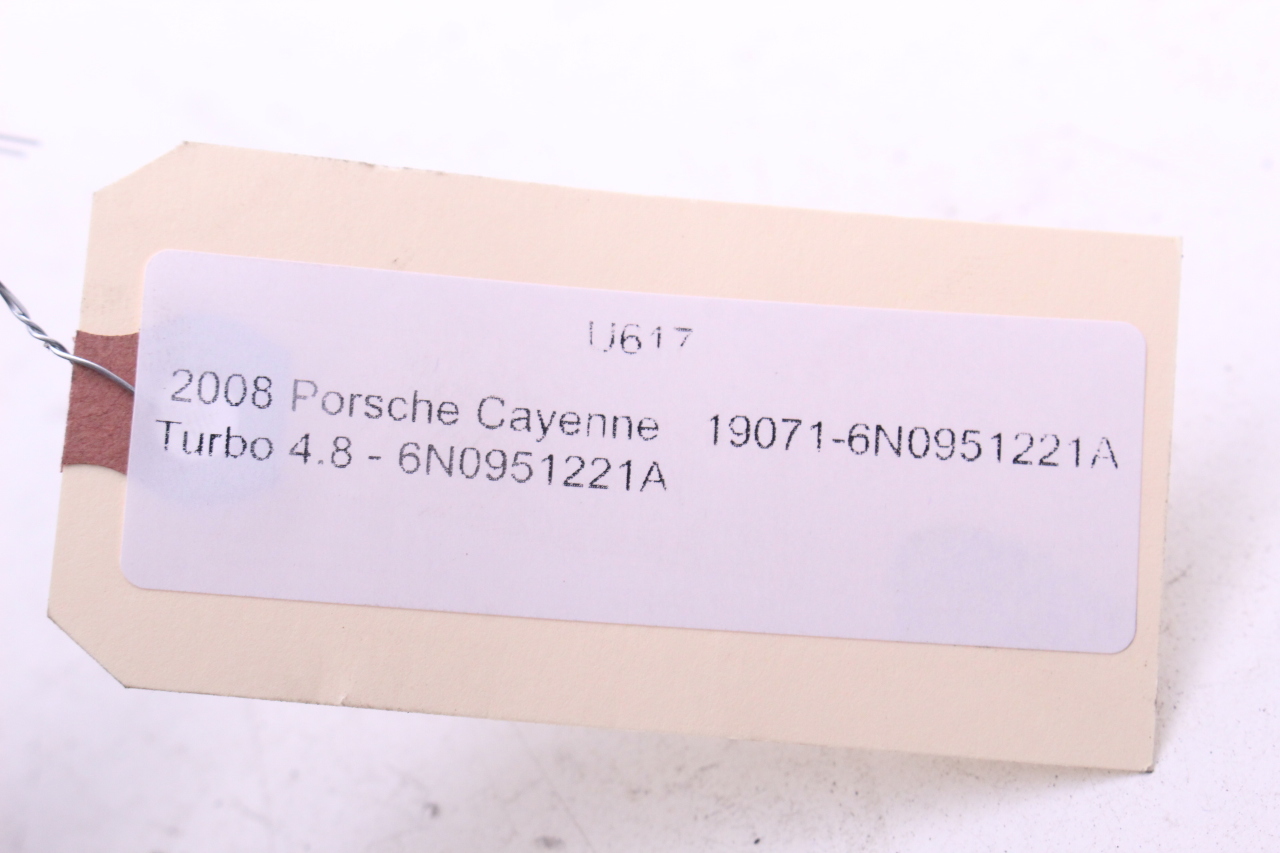 U617
2008 Porsche Cayenne 19071-6N0951221A
Turbo 4.8 - 6N0951221A